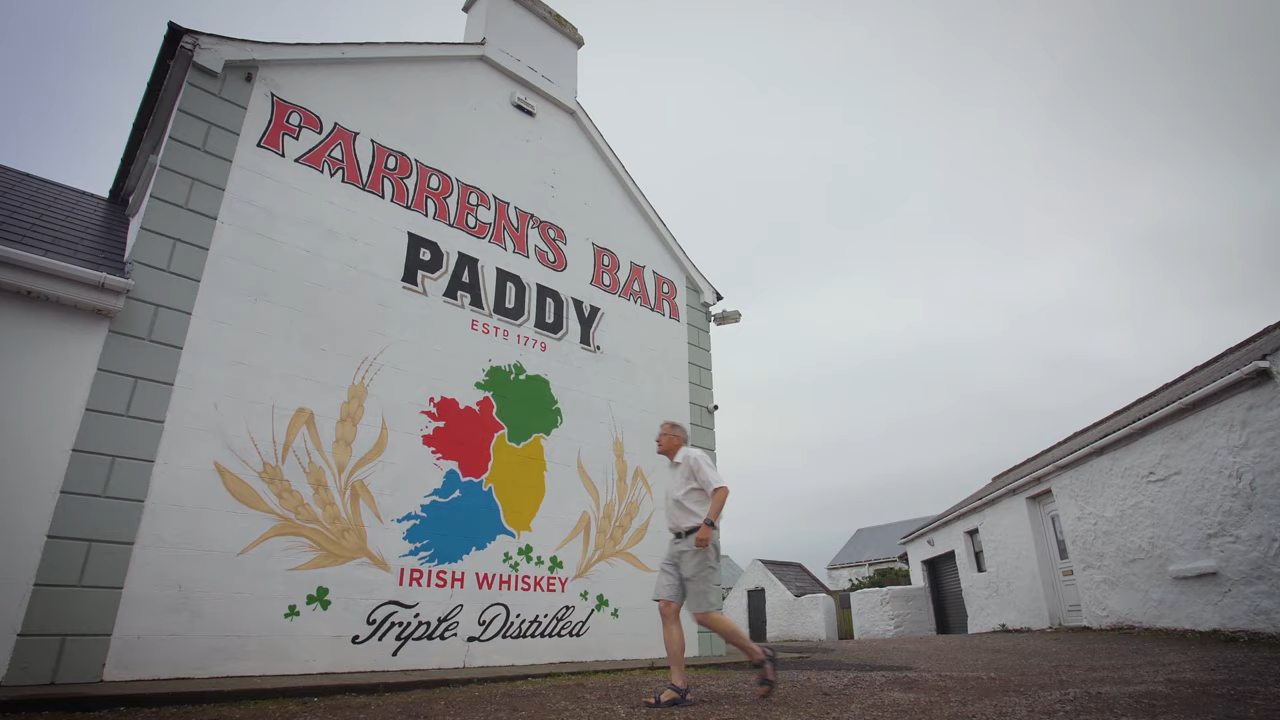 FARREN'S BAR
PADDY.
ESTD 1779
IRISH WHISKEY
Triple Distilled